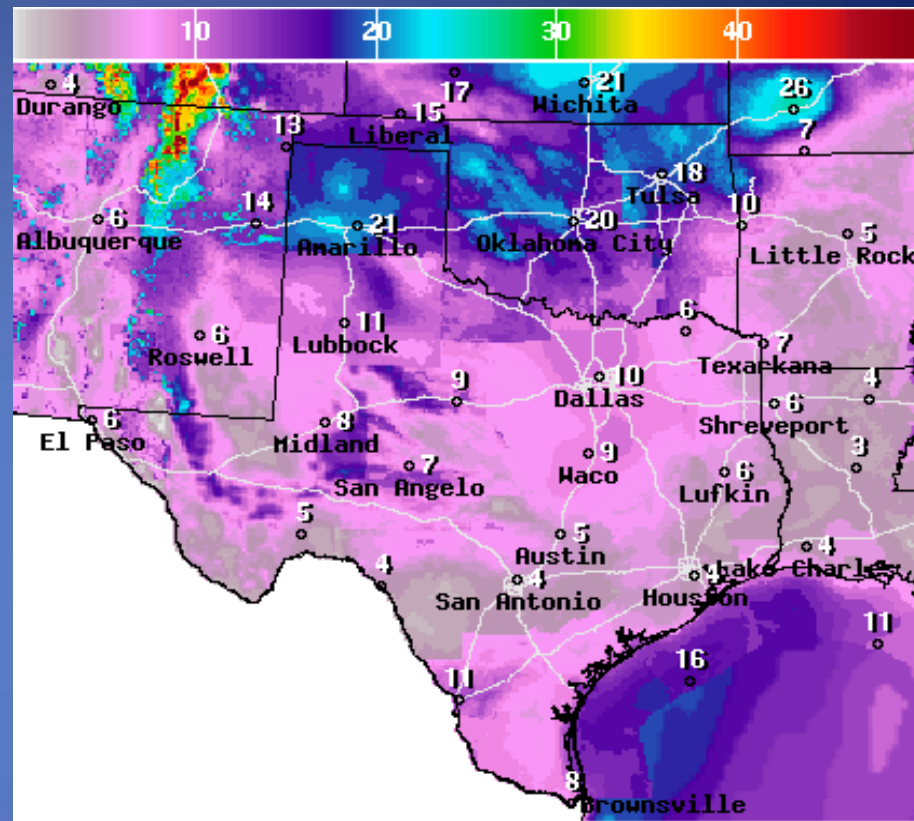 10 20 30 40
4
Durango
17
21
Wichita
26
15
Liberal
13
7
18
Tulsa
6
Albuquerque
14
21
Amarillo
20
Oklahoma City
10
5
Little Rock
6
Roswell
11
Lubbock
6
7
Texarkana
9
10
Dallas
6
Shreveport
4
6
El Paso
8
Midland
7
San Angelo
9
Waco
6
Lufkin
3
5
5
Austin
4
Lake Charles
4
4
San Antonio
4
Houston
11
16
11
8
Brownsville